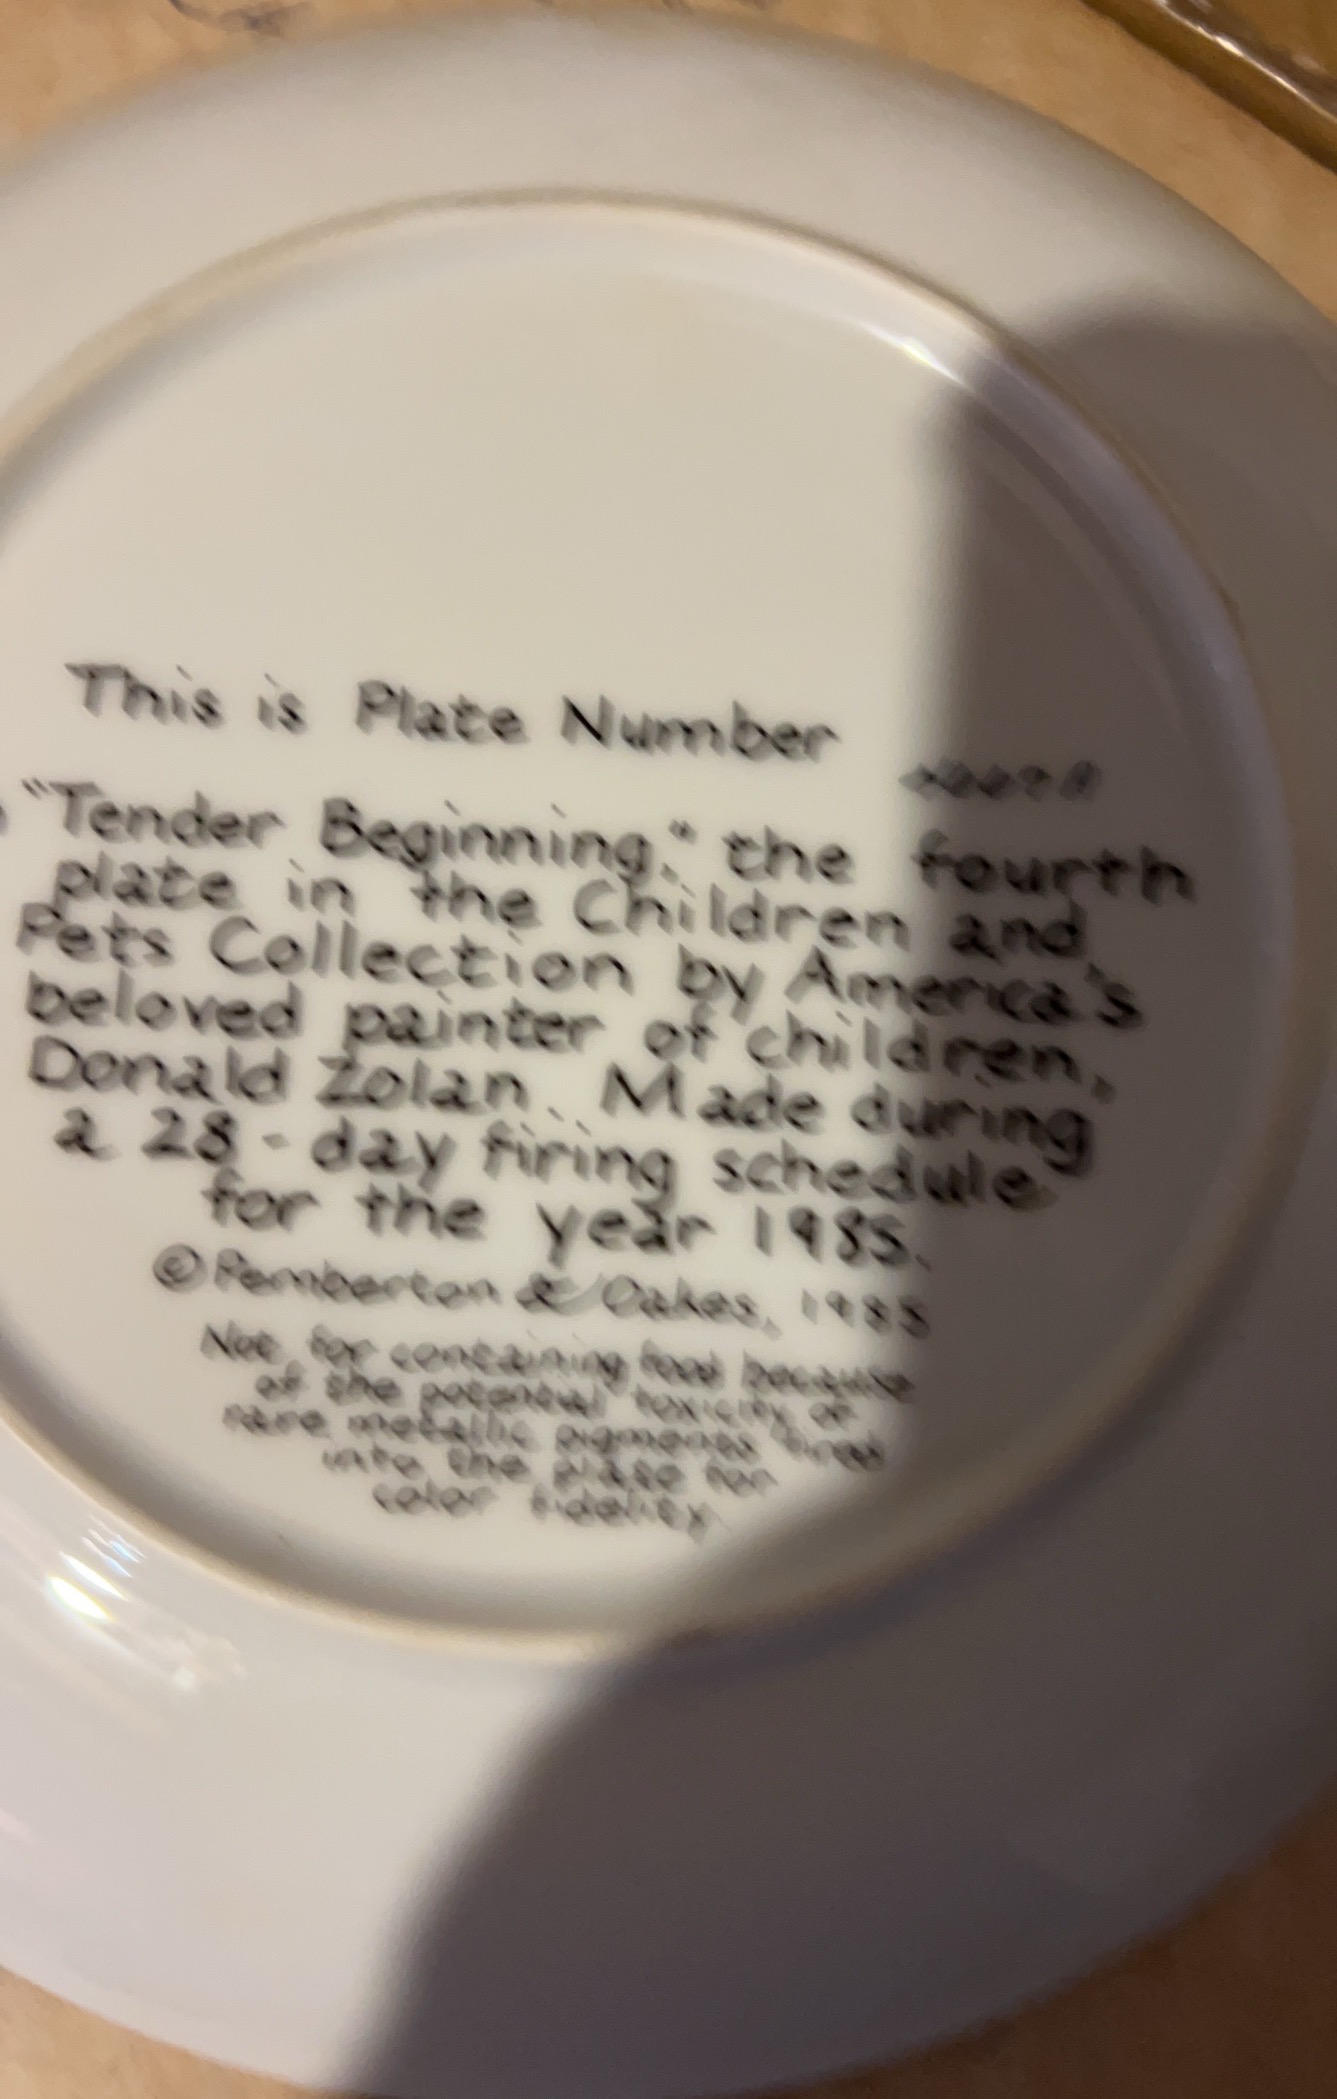 This is Plate Number
"Tender Beginning," the fourth
plate in the Children and
Pets Collection by America's
beloved painter of children,
Donald Zolan. Made during
a 28-day firing schedule
for the year 1985.
© Pemberton & Oakes, 1985
Not for containing food because
of the potential toxicity of
rare metallic pigments fired
into the plate for
color fidelity.